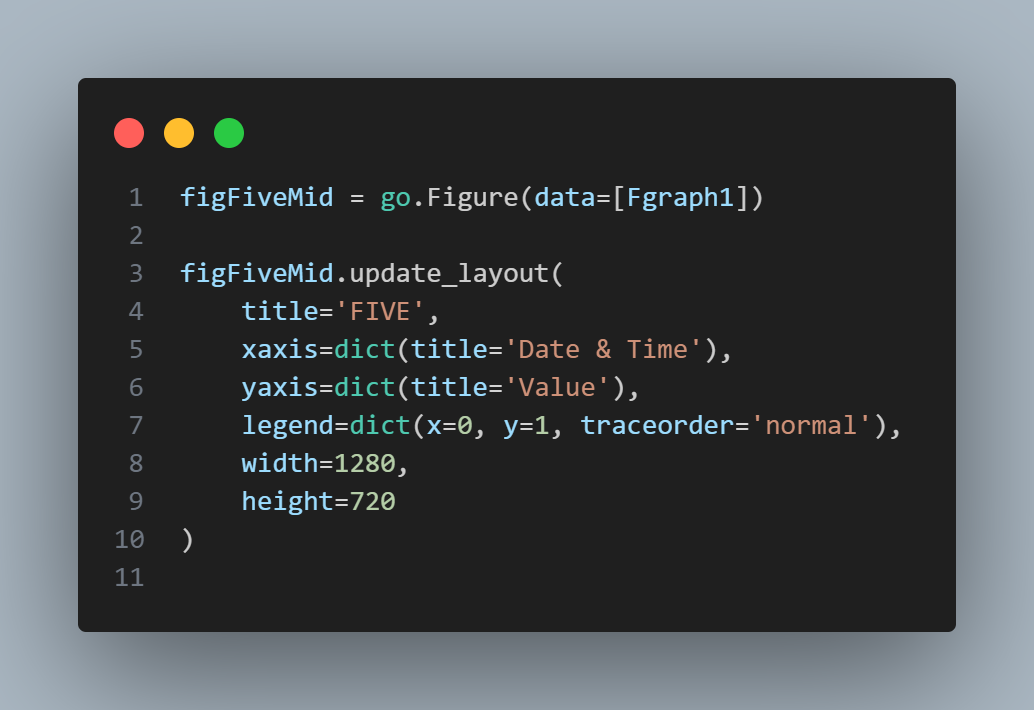 1 figFiveMid = go.Figure(data=[Fgraph1])
2
3 figFiveMid.update_layout(
4     title='FIVE',
5     xaxis=dict(title='Date & Time'),
6     yaxis=dict(title='Value'),
7     legend=dict(x=0, y=1, traceorder='normal'),
8     width=1280,
9     height=720
10 )
11